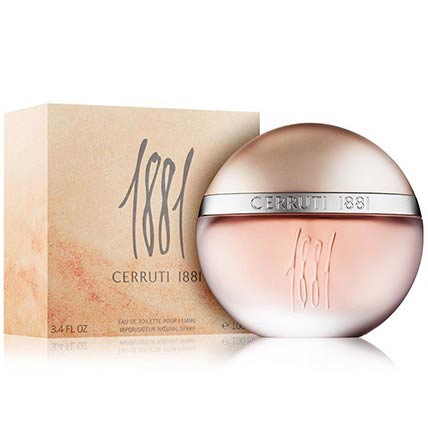 1881
CERRUTI 1881
EAU DE TOILETTE POUR FEMME
VAPORISATEUR NATURAL SPRAY
3.4 FL OZ
CERRUTI 1881
1881